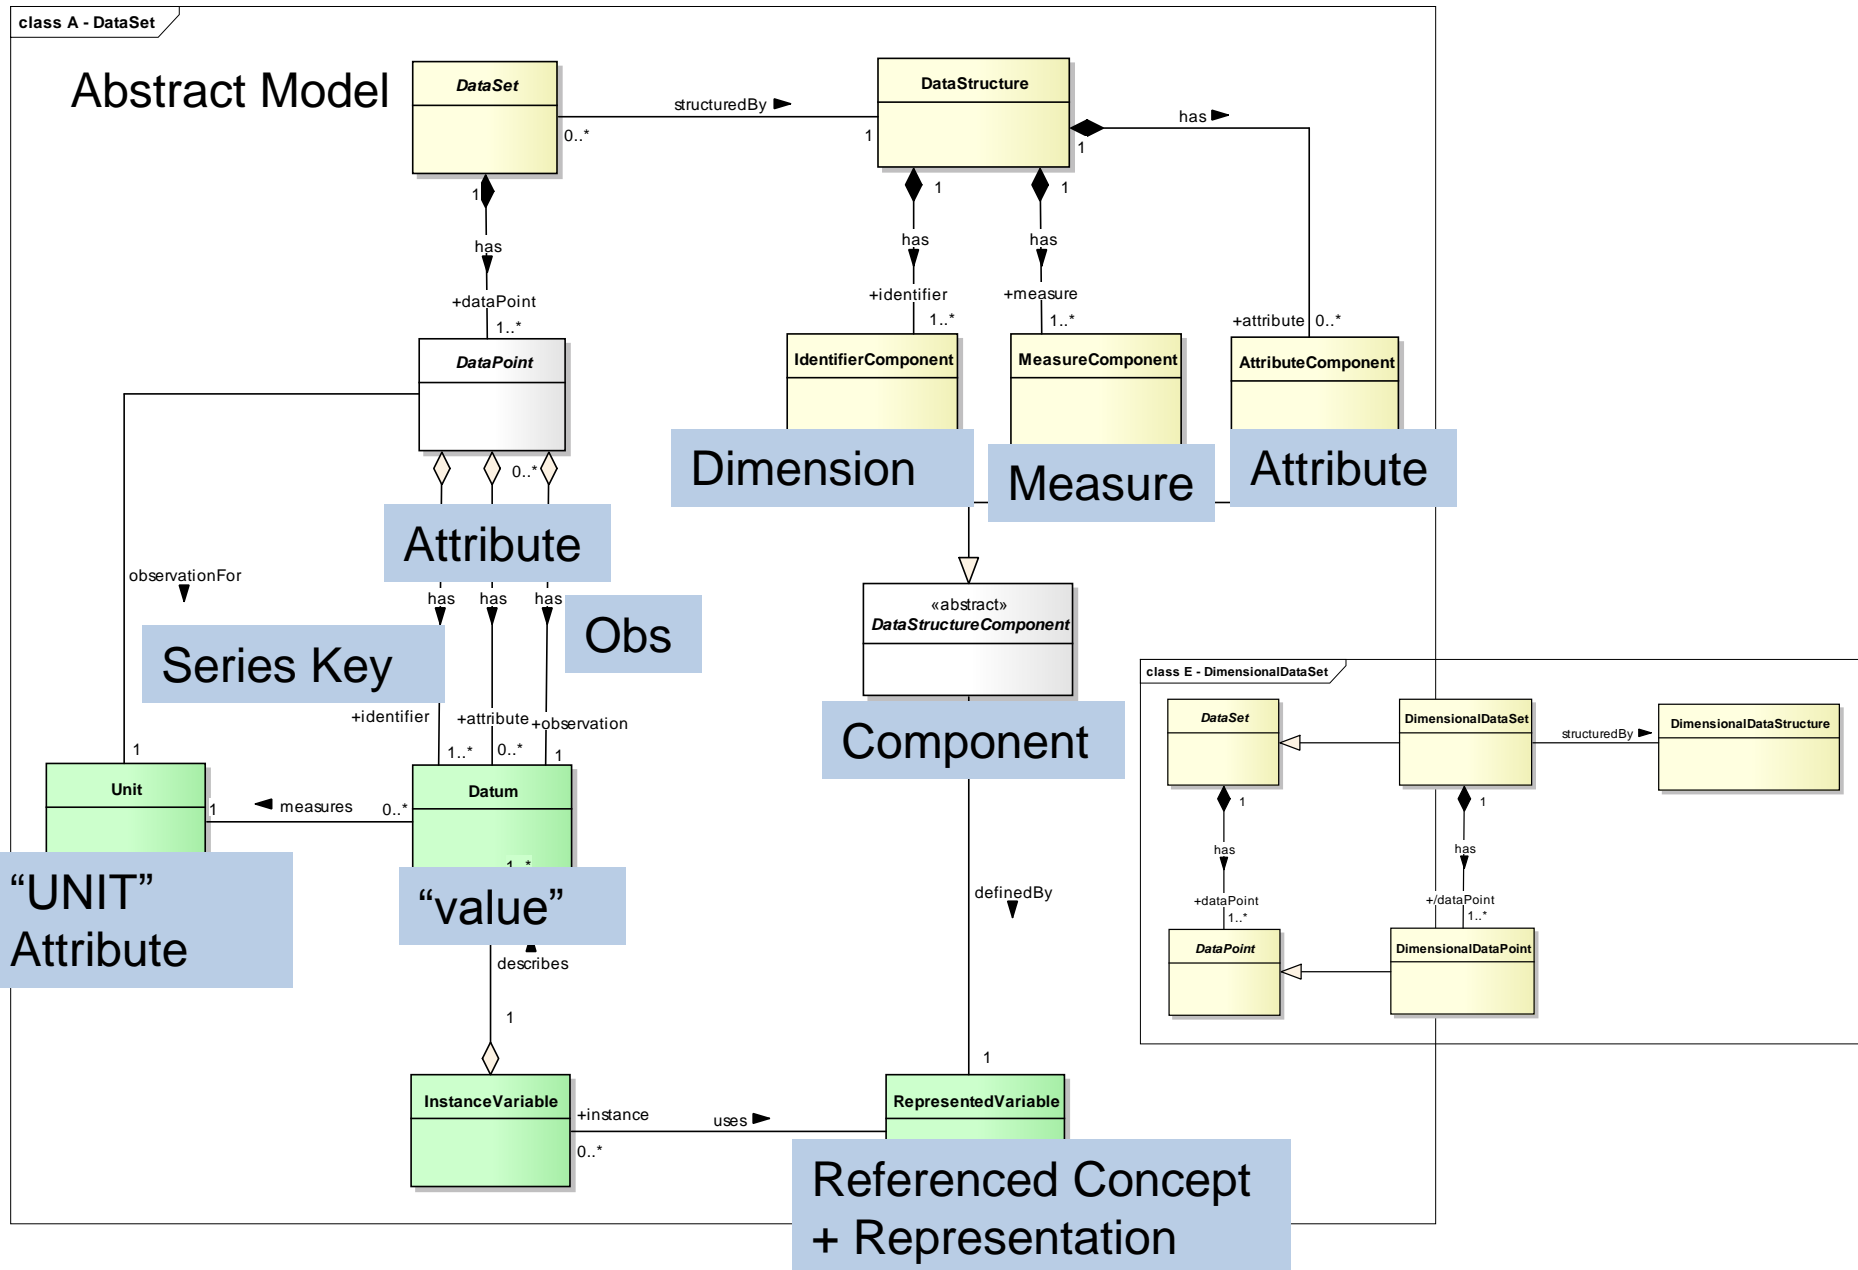 class A - DataSet
Abstract Model
DataSet
structuredBy
0..*
1
DataStructure
1
has
1
has
+dataPoint
1..*
1
has
+identifier
1..*
1
has
+measure
1..*
+attribute 0..*
DataPoint
IdentifierComponent
MeasureComponent
AttributeComponent
Dimension
Measure
Attribute
0..*
Attribute
observationFor
has
has
has
Obs
Series Key
+identifier
+attribute
+observation
1..*
0..*
1
1
«abstract»
DataStructureComponent
Component
Unit
1
measures
0..*
Datum
1..*
"UNIT"
Attribute
“value”
describes
1
definedBy
1
InstanceVariable
+instance
0..*
uses
RepresentedVariable
Referenced Concept
+ Representation
class E - DimensionalDataSet
DataSet
DimensionalDataSet
structuredBy
DimensionalDataStructure
1
has
+dataPoint
1..*
1
has
+/dataPoint
1..*
DataPoint
DimensionalDataPoint